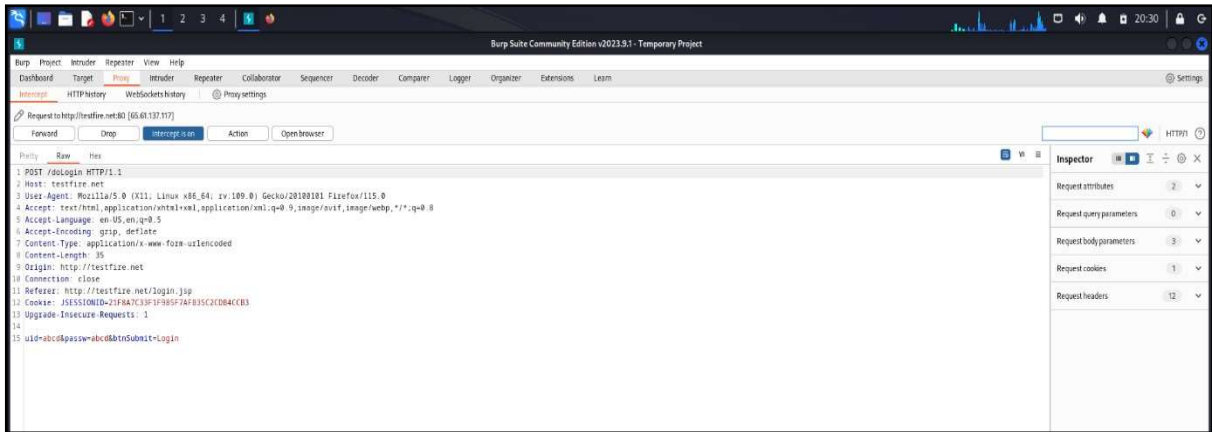 1 2 3 4 20:30
Burp Suite Community Edition v2023.9.1 - Temporary Project
Burp Project Intruder Repeater View Help
Dashboard Target Proxy Intruder Repeater Collaborator Sequencer Decoder Comparer Logger Organizer Extensions Learn Settings
Intercept HTTP history WebSockets history Proxy settings
Request to http://testfire.net:80 [65.61.137.117]
Forward Drop Intercept is on Action Open browser HTTP/1
Pretty Raw Hex
Inspector
1 POST /doLogin HTTP/1.1
2 Host: testfire.net
3 User-Agent: Mozilla/5.0 (X11; Linux x86_64; rv:109.0) Gecko/20100101 Firefox/115.0
4 Accept: text/html,application/xhtml+xml,application/xml;q=0.9,image/avif,image/webp,*/*;q=0.8
5 Accept-Language: en-US,en;q=0.5
6 Accept-Encoding: gzip, deflate
7 Content-Type: application/x-www-form-urlencoded
8 Content-Length: 35
9 Origin: http://testfire.net
10 Connection: close
11 Referer: http://testfire.net/login.jsp
12 Cookie:
13 Upgrade-Insecure-Requests: 1
14
15 uid=abcd&passw=abcd&btnSubmit=Login
Request attributes 2
Request query parameters 0
Request body parameters 3
Request cookies 1
Request headers 12